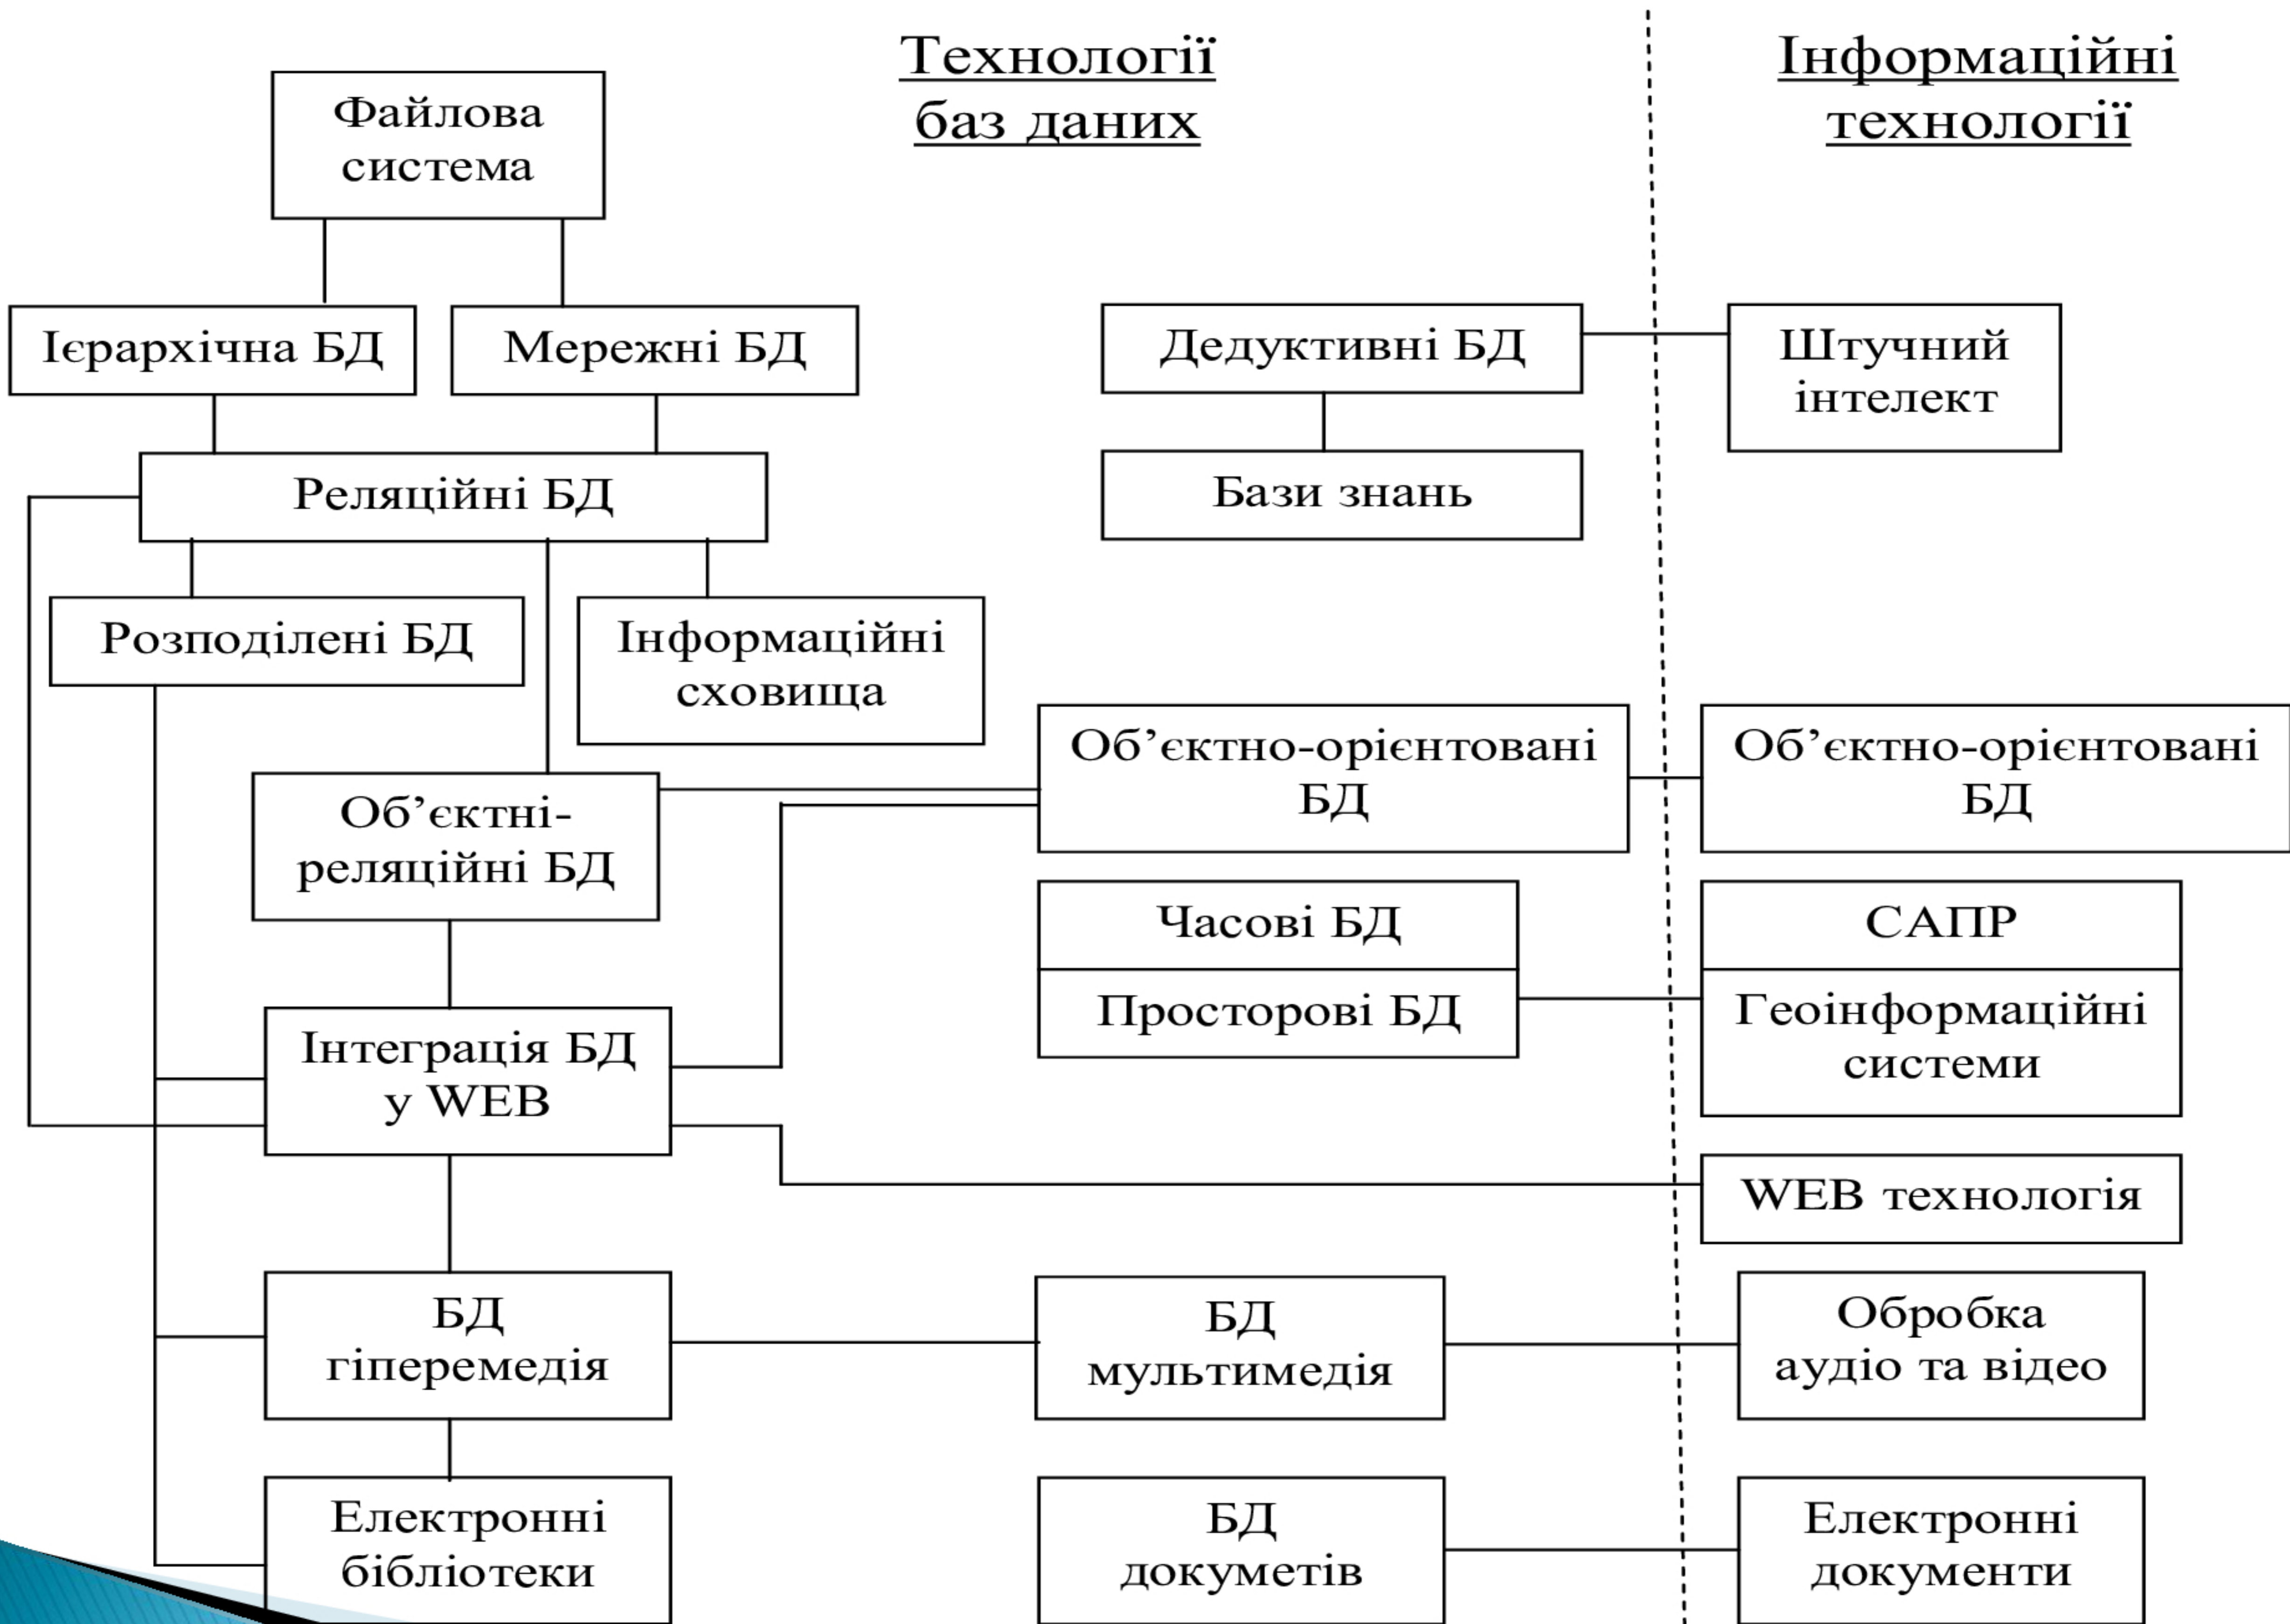 Технології
баз даних
Інформаційні
технології
Файлова
система
Ієрархічна БД
Мережні БД
Дедуктивні БД
Штучний
інтелект
Реляційні БД
Бази знань
Розподілені БД
Інформаційні
сховища
Об’єктно-орієнтовані
БД
Об’єктно-орієнтовані
БД
Об’єктні-
реляційні БД
Часові БД
САПР
Просторові БД
Геоінформаційні
системи
Інтеграція БД
у WEB
WEB технологія
БД
гіперемедія
БД
мультимедія
Обробка
аудіо та відео
Електронні
бібліотеки
БД
докуметів
Електронні
документи